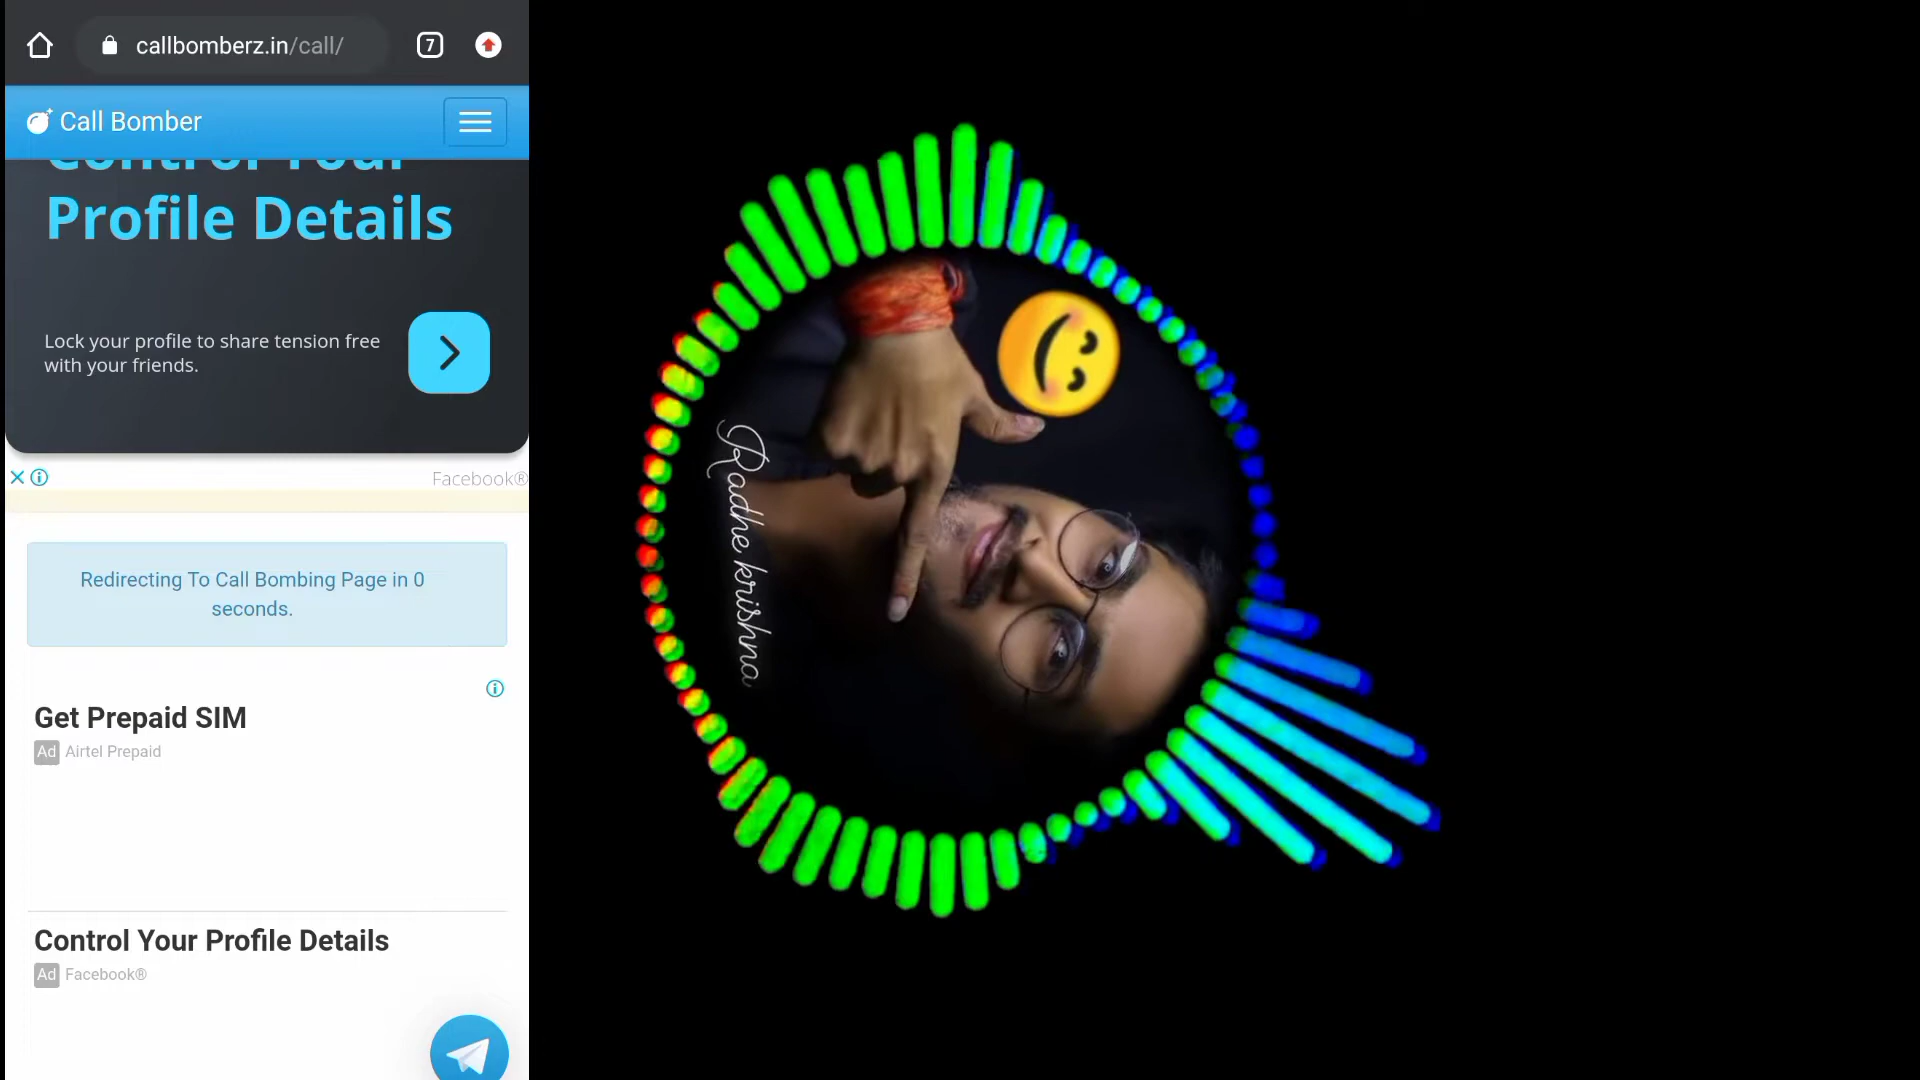 callbomberz.in/call/
7
Call Bomber
Control Your
Profile Details
Lock your profile to share tension free
with your friends.
Facebook®
Redirecting To Call Bombing Page in 0
seconds.
Get Prepaid SIM
Ad Airtel Prepaid
Control Your Profile Details
Ad Facebook®
Radhe krishna